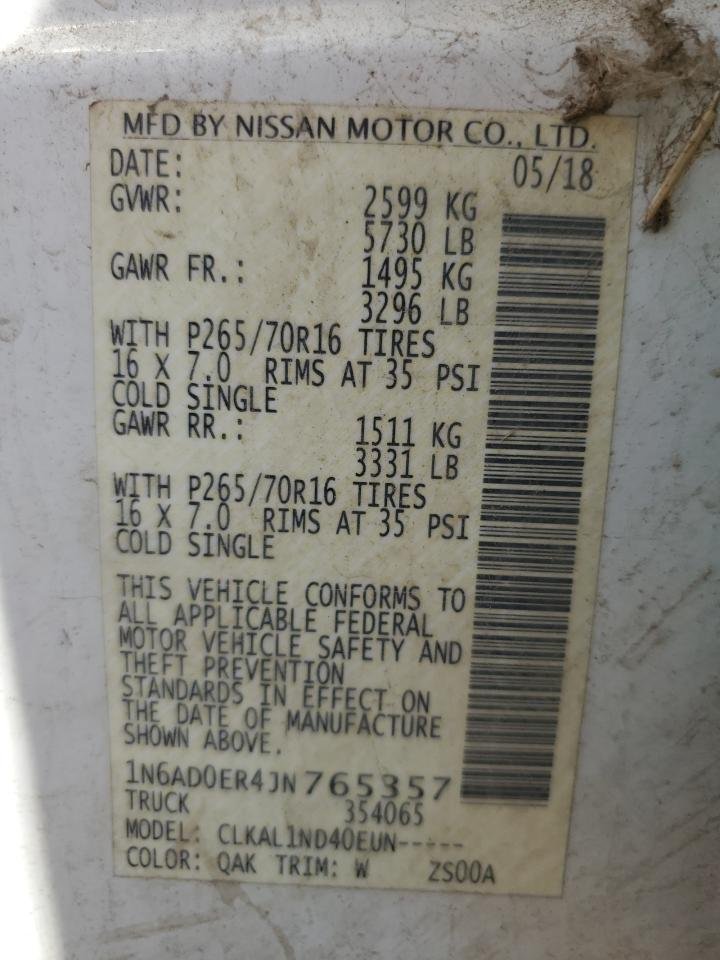 MFD BY NISSAN MOTOR CO., LTD.
DATE: 05/18
GVWR: 2599 KG
5730 LB
GAWR FR.: 1495 KG
3296 LB
WITH P265/70R16 TIRES
16 X 7.0 RIMS AT 35 PSI
COLD SINGLE
GAWR RR.: 1511 KG
3331 LB
WITH P265/70R16 TIRES
16 X 7.0 RIMS AT 35 PSI
COLD SINGLE
THIS VEHICLE CONFORMS TO
ALL APPLICABLE FEDERAL
MOTOR VEHICLE SAFETY AND
THEFT PREVENTION
STANDARDS IN EFFECT ON
THE DATE OF MANUFACTURE
SHOWN ABOVE.
1N6AD0ER4JN765357
TRUCK 354065
MODEL: CLKAL1ND40EUN-----
COLOR: QAK TRIM: W ZS00A